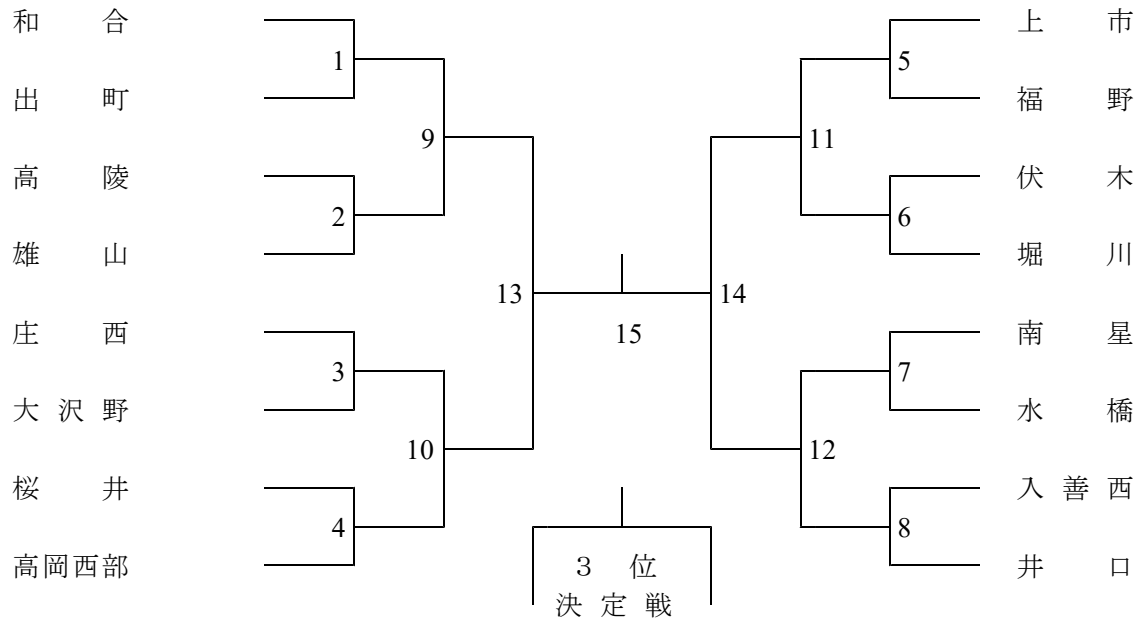 和合 上市
1 5
出町 福野
9 11
高陵 伏木
2 6
雄山 堀川
13 14
庄西 15 南星
3 7
大沢野 水橋
10 12
桜井 入善西
4 8
高岡西部 3位 井口
決定戦